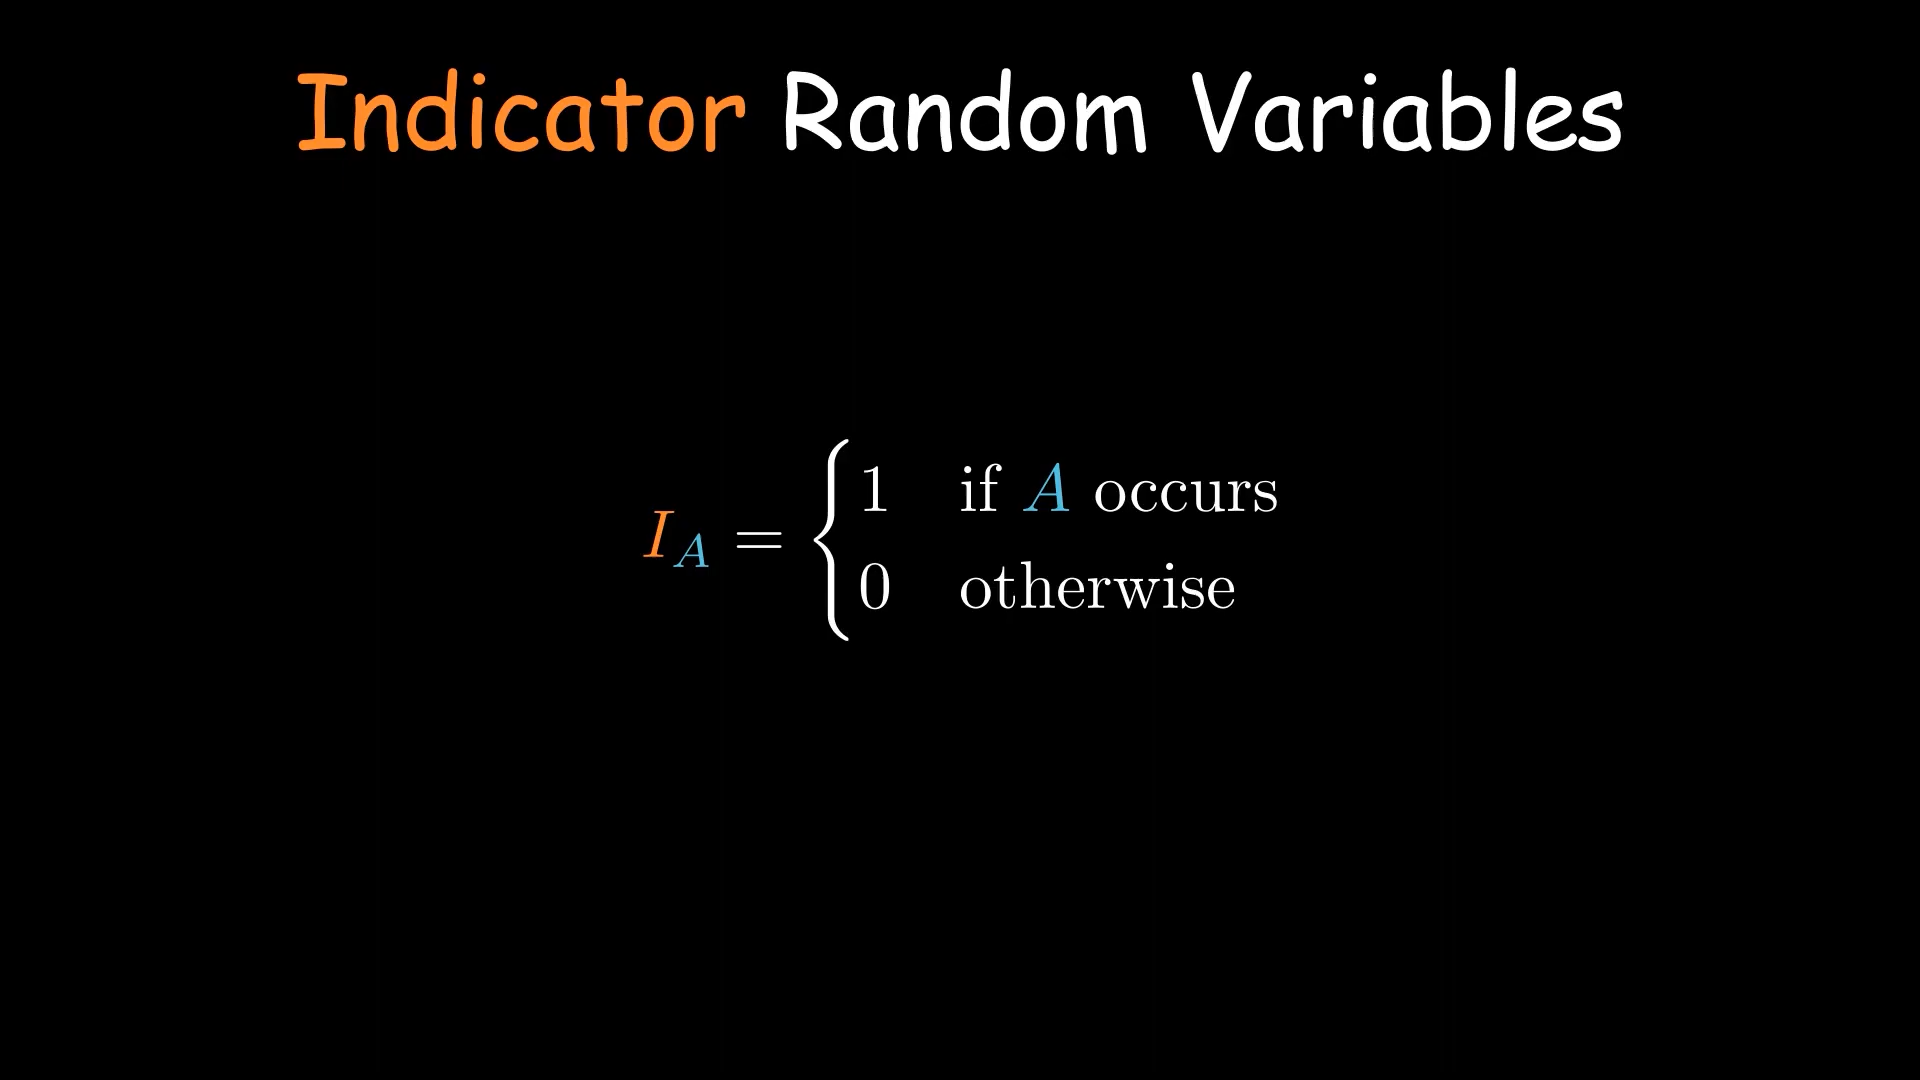 Indicator Random Variables
I_A = { 1 if A occurs
0 otherwise